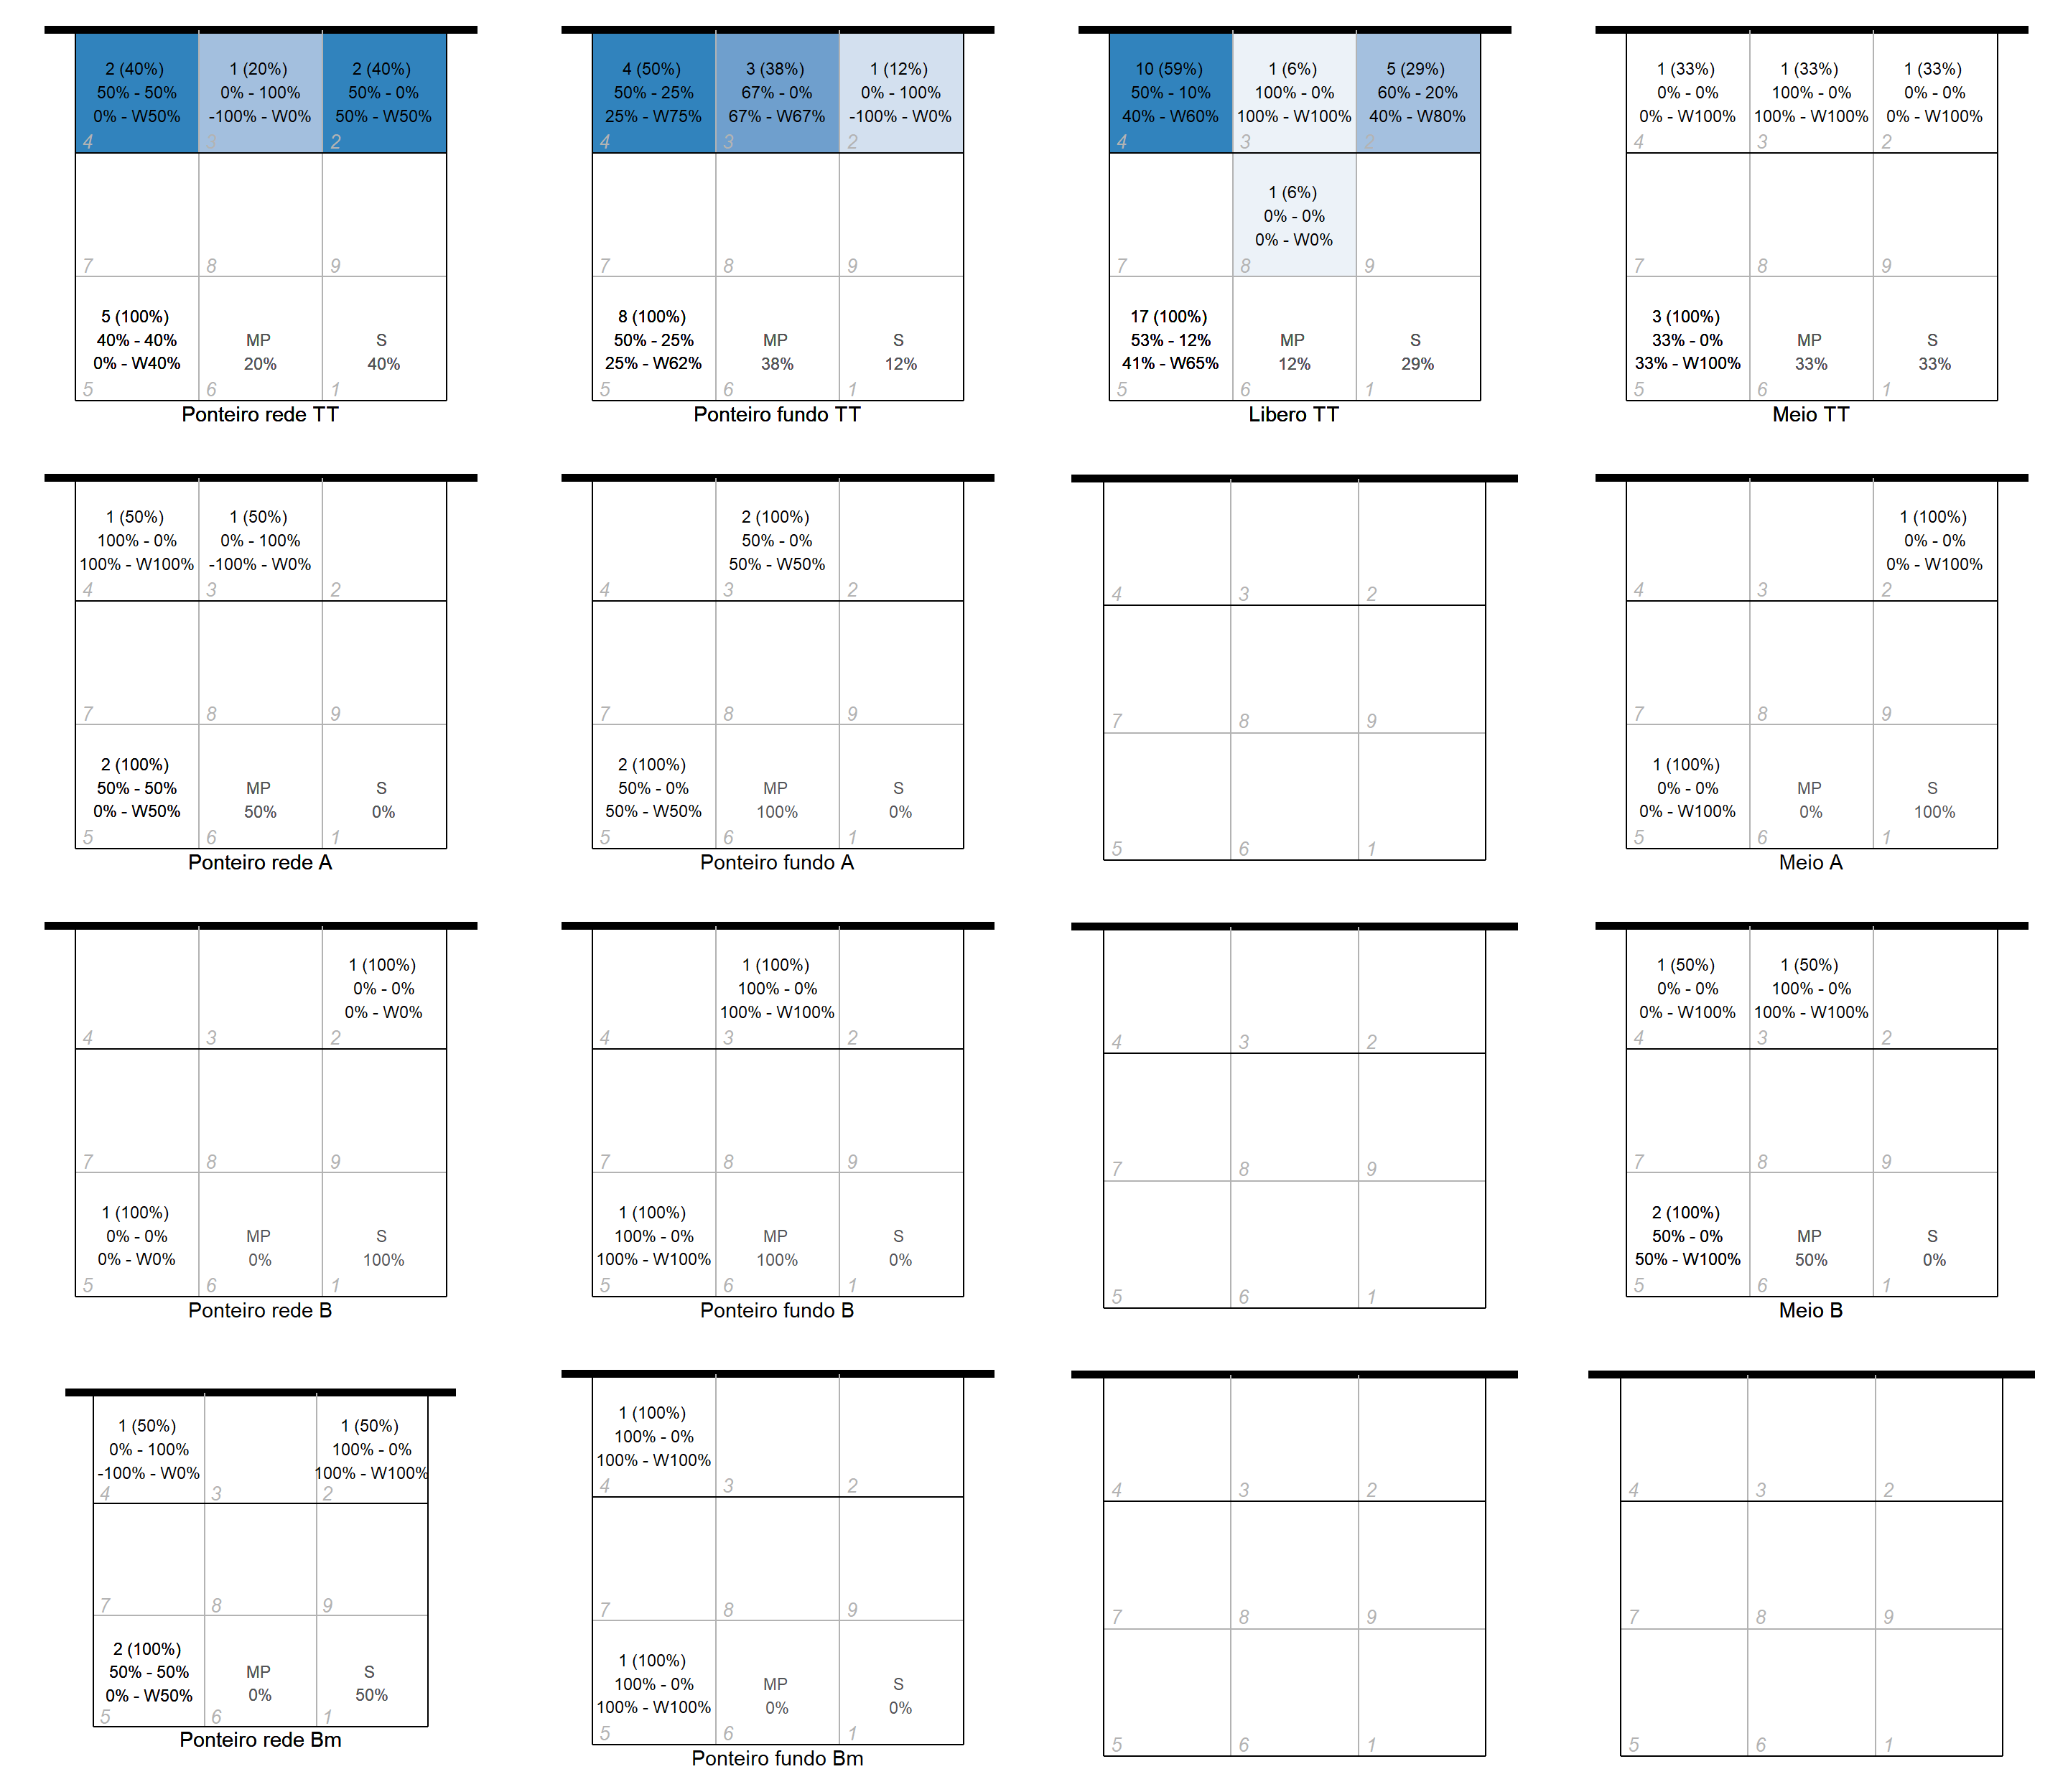 2 (40%)
50% - 50%
0% - W50%
4
1 (20%)
0% - 100%
-100% - W0%
3
2 (40%)
50% - 0%
50% - W50%
2
7
8
9
5 (100%)
40% - 40%
0% - W40%
5
MP
20%
6
S
40%
1
Ponteiro rede TT
4 (50%)
50% - 25%
25% - W75%
4
3 (38%)
67% - 0%
67% - W67%
3
1 (12%)
0% - 100%
-100% - W0%
2
7
8
9
8 (100%)
50% - 25%
25% - W62%
5
MP
38%
6
S
12%
1
Ponteiro fundo TT
10 (59%)
50% - 10%
40% - W60%
4
1 (6%)
100% - 0%
100% - W100%
3
5 (29%)
60% - 20%
40% - W80%
2
7
1 (6%)
0% - 0%
0% - W0%
8
9
17 (100%)
53% - 12%
41% - W65%
5
MP
12%
6
S
29%
1
Libero TT
1 (33%)
0% - 0%
0% - W100%
4
1 (33%)
100% - 0%
100% - W100%
3
1 (33%)
0% - 0%
0% - W100%
2
7
8
9
3 (100%)
33% - 0%
33% - W100%
5
MP
33%
6
S
33%
1
Meio TT
1 (50%)
100% - 0%
100% - W100%
4
1 (50%)
0% - 100%
-100% - W0%
3
2
7
8
9
2 (100%)
50% - 50%
0% - W50%
5
MP
50%
6
S
0%
1
Ponteiro rede A
4
2 (100%)
50% - 0%
50% - W50%
3
2
7
8
9
2 (100%)
50% - 0%
50% - W50%
5
MP
100%
6
S
0%
1
Ponteiro fundo A
4
3
2
7
8
9
5
6
1
4
3
1 (100%)
0% - 0%
0% - W100%
2
7
8
9
1 (100%)
0% - 0%
0% - W100%
5
MP
0%
6
S
100%
1
Meio A
4
3
1 (100%)
0% - 0%
0% - W0%
2
7
8
9
1 (100%)
0% - 0%
0% - W0%
5
MP
0%
6
S
100%
1
Ponteiro rede B
4
1 (100%)
100% - 0%
100% - W100%
3
2
7
8
9
1 (100%)
100% - 0%
100% - W100%
5
MP
100%
6
S
0%
1
Ponteiro fundo B
4
3
2
7
8
9
5
6
1
1 (50%)
0% - 0%
0% - W100%
4
1 (50%)
100% - 0%
100% - W100%
3
2
7
8
9
2 (100%)
50% - 0%
50% - W100%
5
MP
50%
6
S
0%
1
Meio B
1 (50%)
0% - 100%
-100% - W0%
4
3
1 (50%)
100% - 0%
100% - W100%
2
7
8
9
2 (100%)
50% - 50%
0% - W50%
5
MP
0%
6
S
50%
1
Ponteiro rede Bm
1 (100%)
100% - 0%
100% - W100%
4
3
2
7
8
9
1 (100%)
100% - 0%
100% - W100%
5
MP
0%
6
S
0%
1
Ponteiro fundo Bm
4
3
2
7
8
9
5
6
1
4
3
2
7
8
9
5
6
1